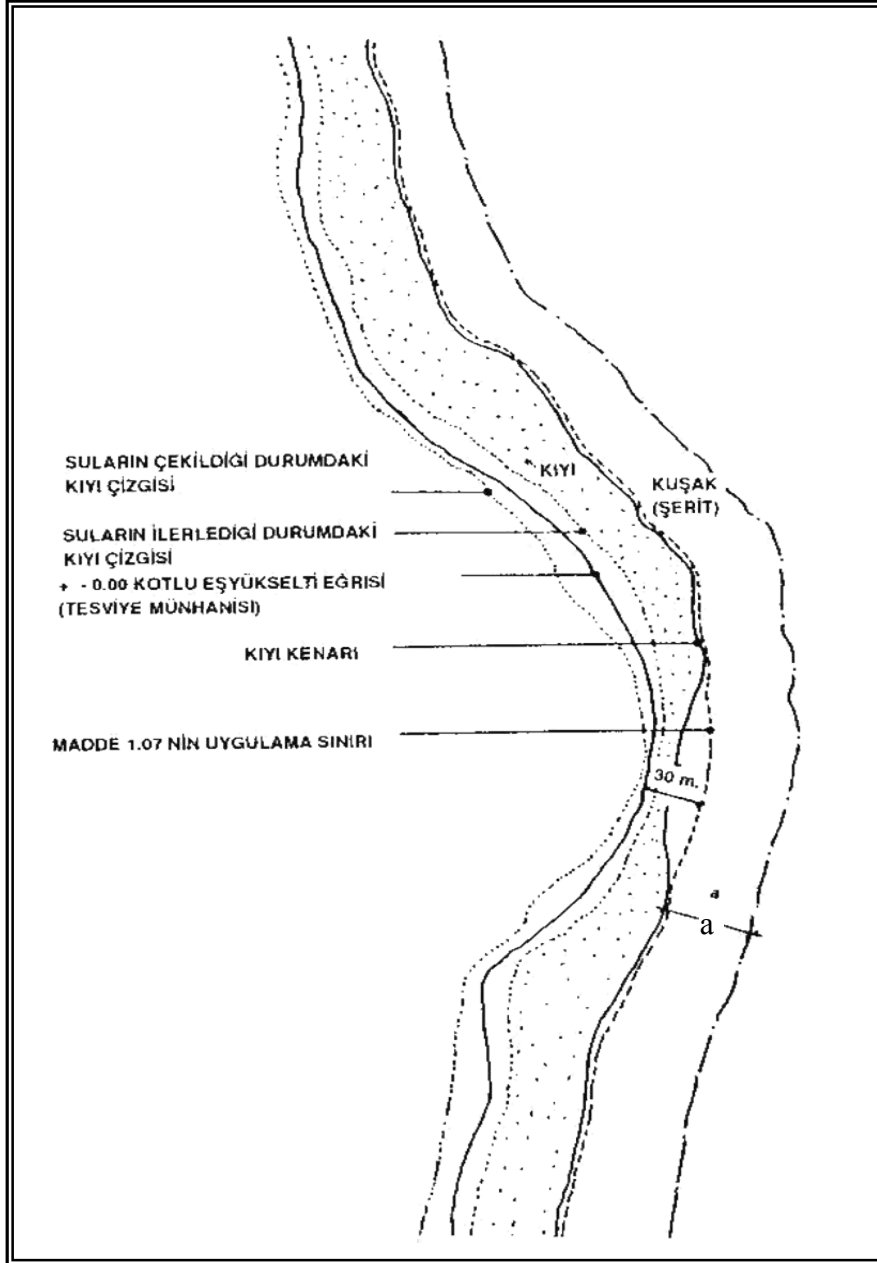 SULARIN ÇEKİLDİĞİ DURUMDAKİ
KIYI ÇİZGİSİ
KIYI
KUŞAK
(ŞERİT)
SULARIN İLERLEDİĞİ DURUMDAKİ
KIYI ÇİZGİSİ
+ - 0.00 KOTLU EŞYÜKSELTİ EĞRİSİ
(TESVİYE MÜNHANİSİ)
KIYI KENARI
MADDE 1.07 NİN UYGULAMA SINIRI
30 m.
a
a